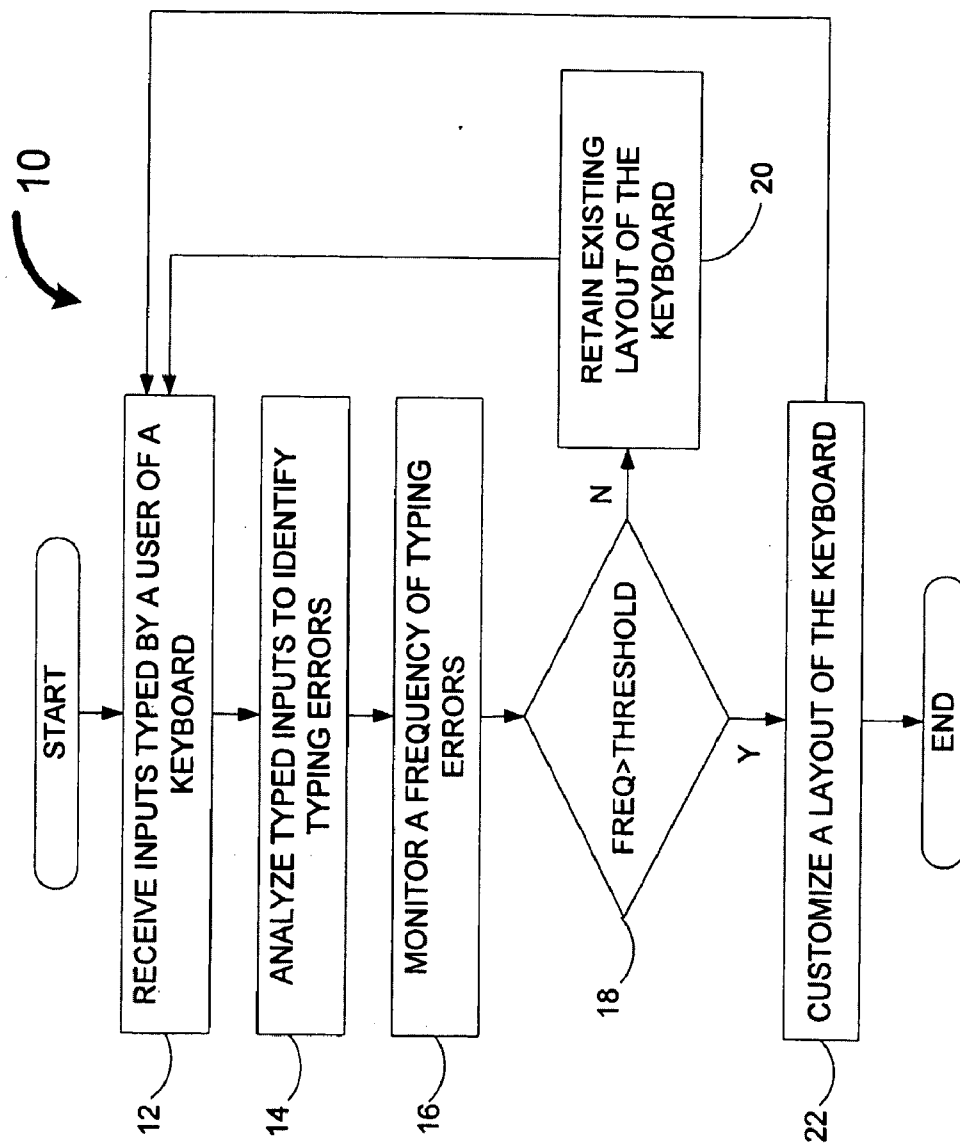 10
START
RECEIVE INPUTS TYPED BY A USER OF A
KEYBOARD
12
ANALYZE TYPED INPUTS TO IDENTIFY
TYPING ERRORS
14
MONITOR A FREQUENCY OF TYPING
ERRORS
16
FREQ>THRESHOLD
18
N
RETAIN EXISTING
LAYOUT OF THE
KEYBOARD
20
Y
CUSTOMIZE A LAYOUT OF THE KEYBOARD
22
END